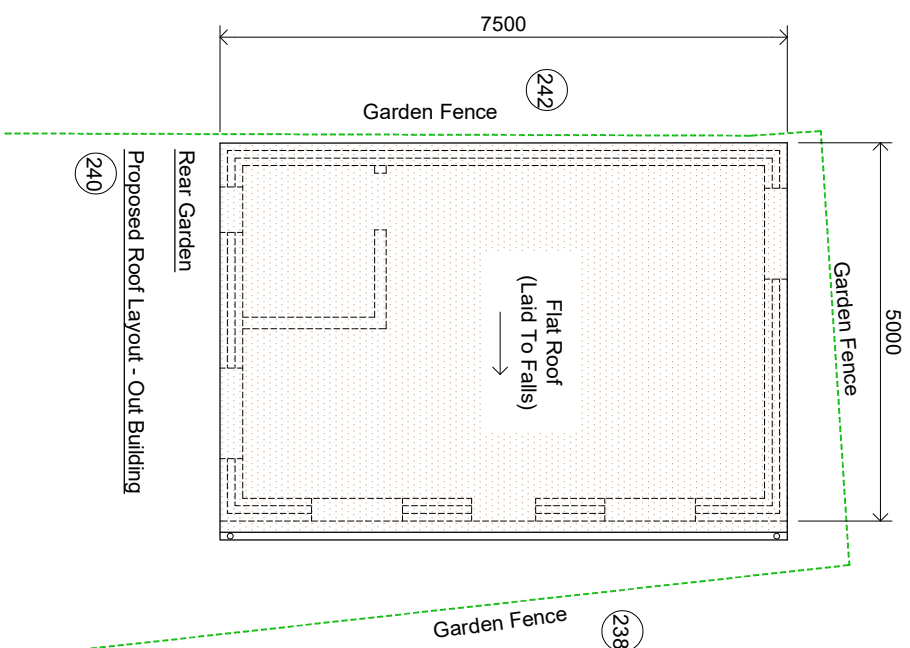 7500
242
Garden Fence
5000
Garden Fence
Flat Roof
(Laid To Falls)
Rear Garden
Proposed Roof Layout - Out Building
240
Garden Fence
238